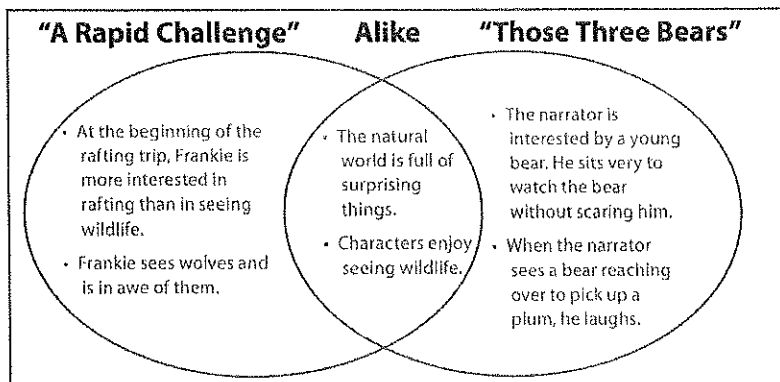 "A Rapid Challenge" Alike "Those Three Bears"
• At the beginning of the
rafting trip, Frankie is
more interested in
rafting than in seeing
wildlife.
• Frankie sees wolves and
is in awe of them.
• The natural
world is full of
surprising
things.
• Characters enjoy
seeing wildlife.
• The narrator is
interested by a young
bear. He sits very to
watch the bear
without scaring him.
• When the narrator
sees a bear reaching
over to pick up a
plum, he laughs.